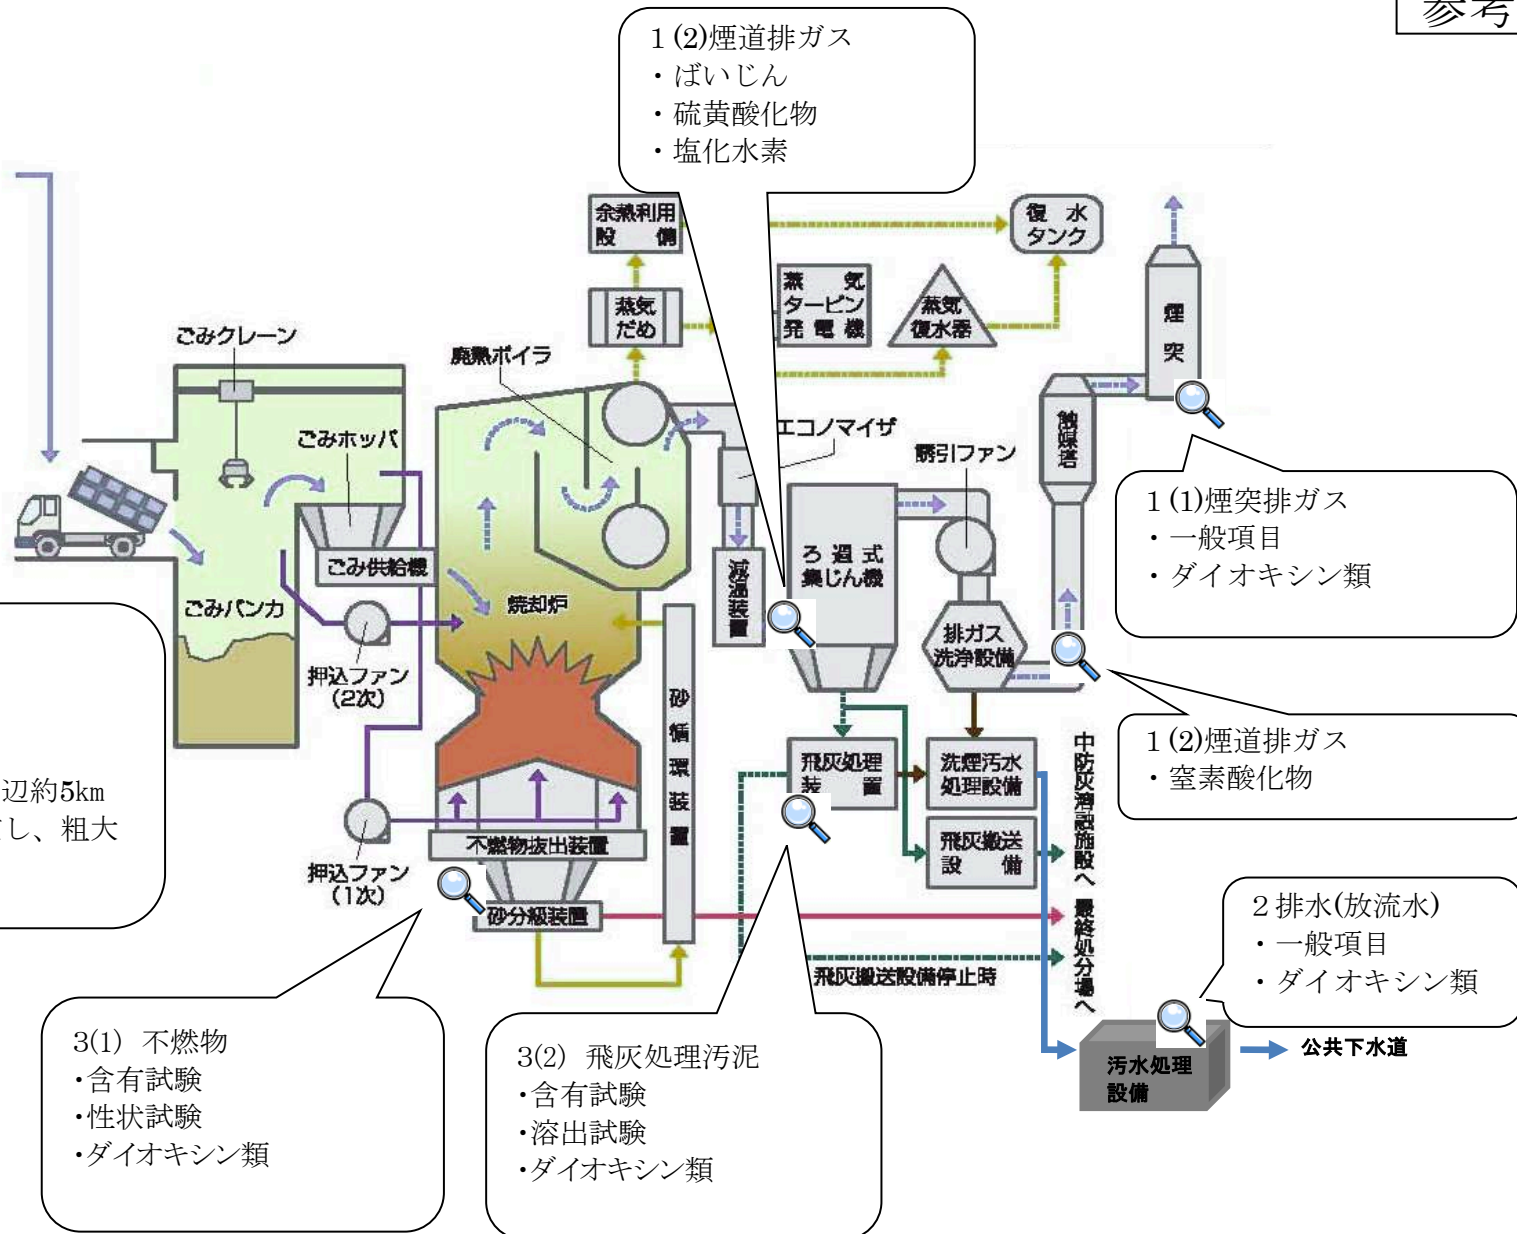 参考
1 (2)煙道排ガス
・ばいじん
・硫黄酸化物
・塩化水素
余熱利用
設　備
復　水
タンク
蒸気
だめ
蒸　気
タービン
発 電 機
蒸気
復水器
煙
突
ごみクレーン
廃熱ボイラ
ごみホッパ
エコノマイザ
誘引ファン
触媒塔
1 (1)煙突排ガス
・一般項目
・ダイオキシン類
ごみ供給機
ごみバンカ
焼却炉
減温装置
ろ 過 式
集じん機
排ガス
洗浄設備
押込ファン
(2次)
砂循環装置
1 (2)煙道排ガス
・窒素酸化物
飛灰処理
装　置
洗煙汚水
処理設備
中防灰溶融施設へ
辺約5km
し、粗大
押込ファン
(1次)
不燃物抜出装置
飛灰搬送
設　備
砂分級装置
最終処分場へ
飛灰搬送設備停止時
2 排水(放流水)
・一般項目
・ダイオキシン類
汚水処理
設備
公共下水道
3(1) 不燃物
・含有試験
・性状試験
・ダイオキシン類
3(2) 飛灰処理汚泥
・含有試験
・溶出試験
・ダイオキシン類